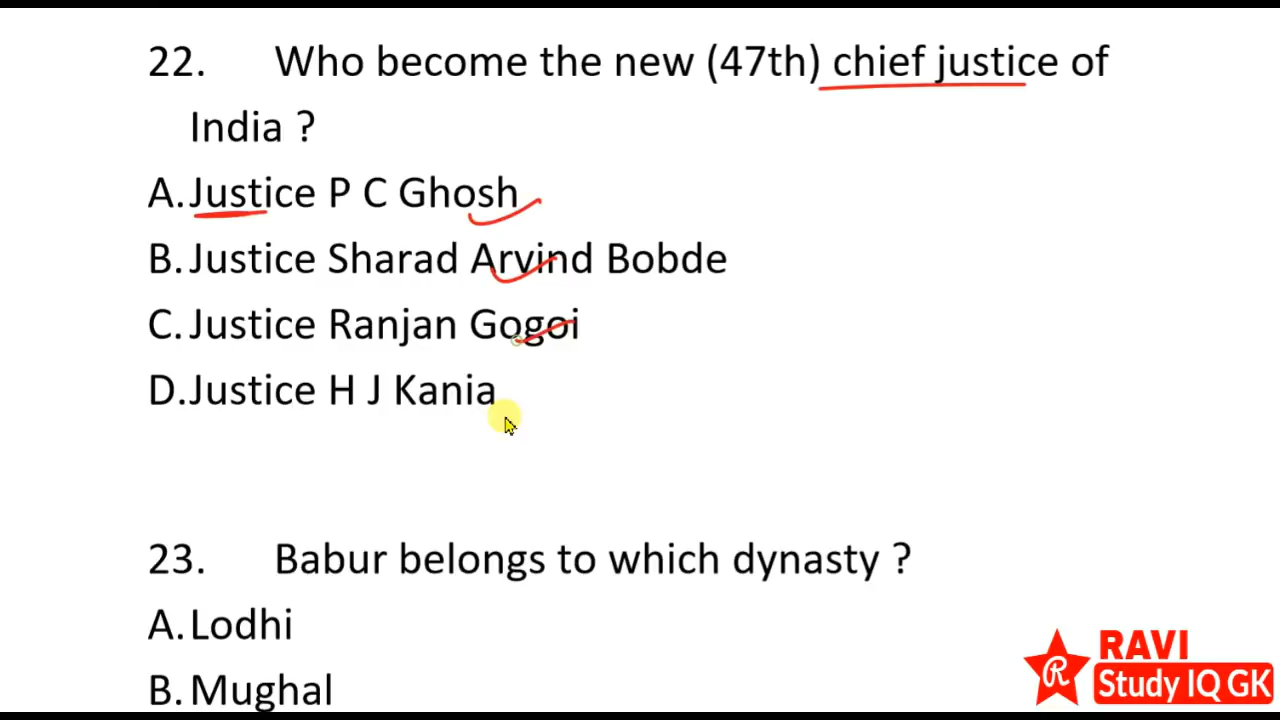 22. Who become the new (47th) chief justice of
India ?
A. Justice P C Ghosh
B. Justice Sharad Arvind Bobde
C. Justice Ranjan Gogoi
D. Justice H J Kania
23. Babur belongs to which dynasty ?
A. Lodhi
B. Mughal
RAVI
R
Study IQ GK